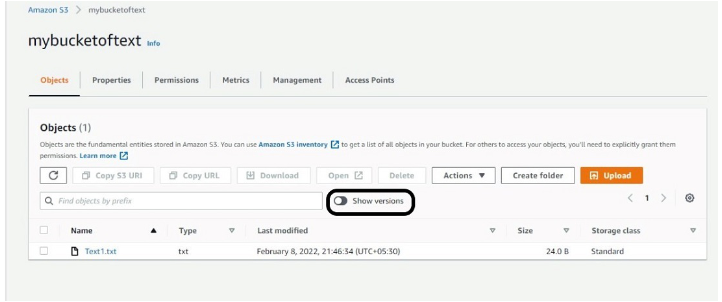 Amazon S3 > mybucketoftext
mybucketoftext Info
Objects Properties Permissions Metrics Management Access Points
Objects (1)
Objects are the fundamental entities stored in Amazon S3. You can use Amazon S3 inventory to get a list of all objects in your bucket. For others to access your objects, you'll need to explicitly grant them
permissions. Learn more
Copy S3 URI Copy URL Download Open Delete Actions Create folder Upload
Find objects by prefix Show versions < 1 >
Name Type Last modified Size Storage class
Text1.txt txt February 8, 2022, 21:46:34 (UTC+05:30) 24.0 B Standard